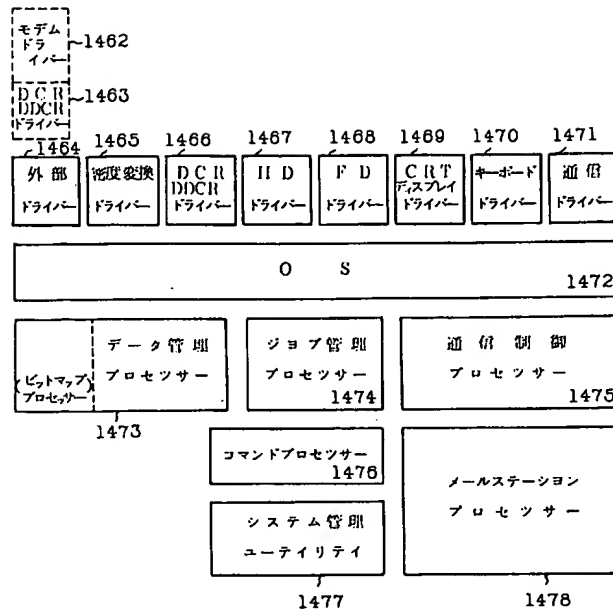 モデム
ドラ
イバー
1462
DCR
DDCR
ドライバー
1463
1464
1465
1466
1467
1468
1469
1470
1471
外部
ドライバー
密度変換
ドライバー
DCR
DDCR
ドライバー
HD
ドライバー
FD
ドライバー
CRT
ディスプレイ
ドライバー
キーボード
ドライバー
通信
ドライバー
OS
1472
(ビットマップ)
プロセッサー
データ管理
プロセツサー
1473
ジョブ管理
プロセツサー
1474
通信制御
プロセツサー
1475
コマンドプロセツサー
1476
メールステーション
プロセツサー
1478
システム管理
ユーテイリテイ
1477